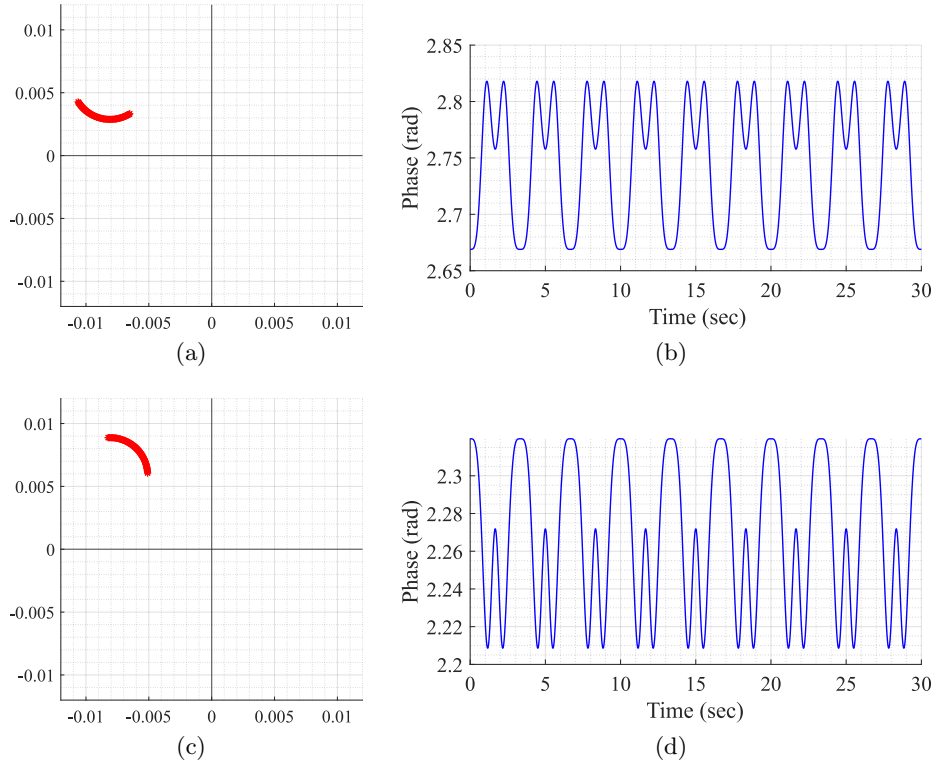 0.01
0.005
0
-0.005
-0.01
-0.01 -0.005 0 0.005 0.01
(a)
2.85
2.8
2.75
2.7
2.65
Phase (rad)
0 5 10 15 20 25 30
Time (sec)
(b)
0.01
0.005
0
-0.005
-0.01
-0.01 -0.005 0 0.005 0.01
(c)
2.3
2.28
2.26
2.24
2.22
2.2
Phase (rad)
0 5 10 15 20 25 30
Time (sec)
(d)